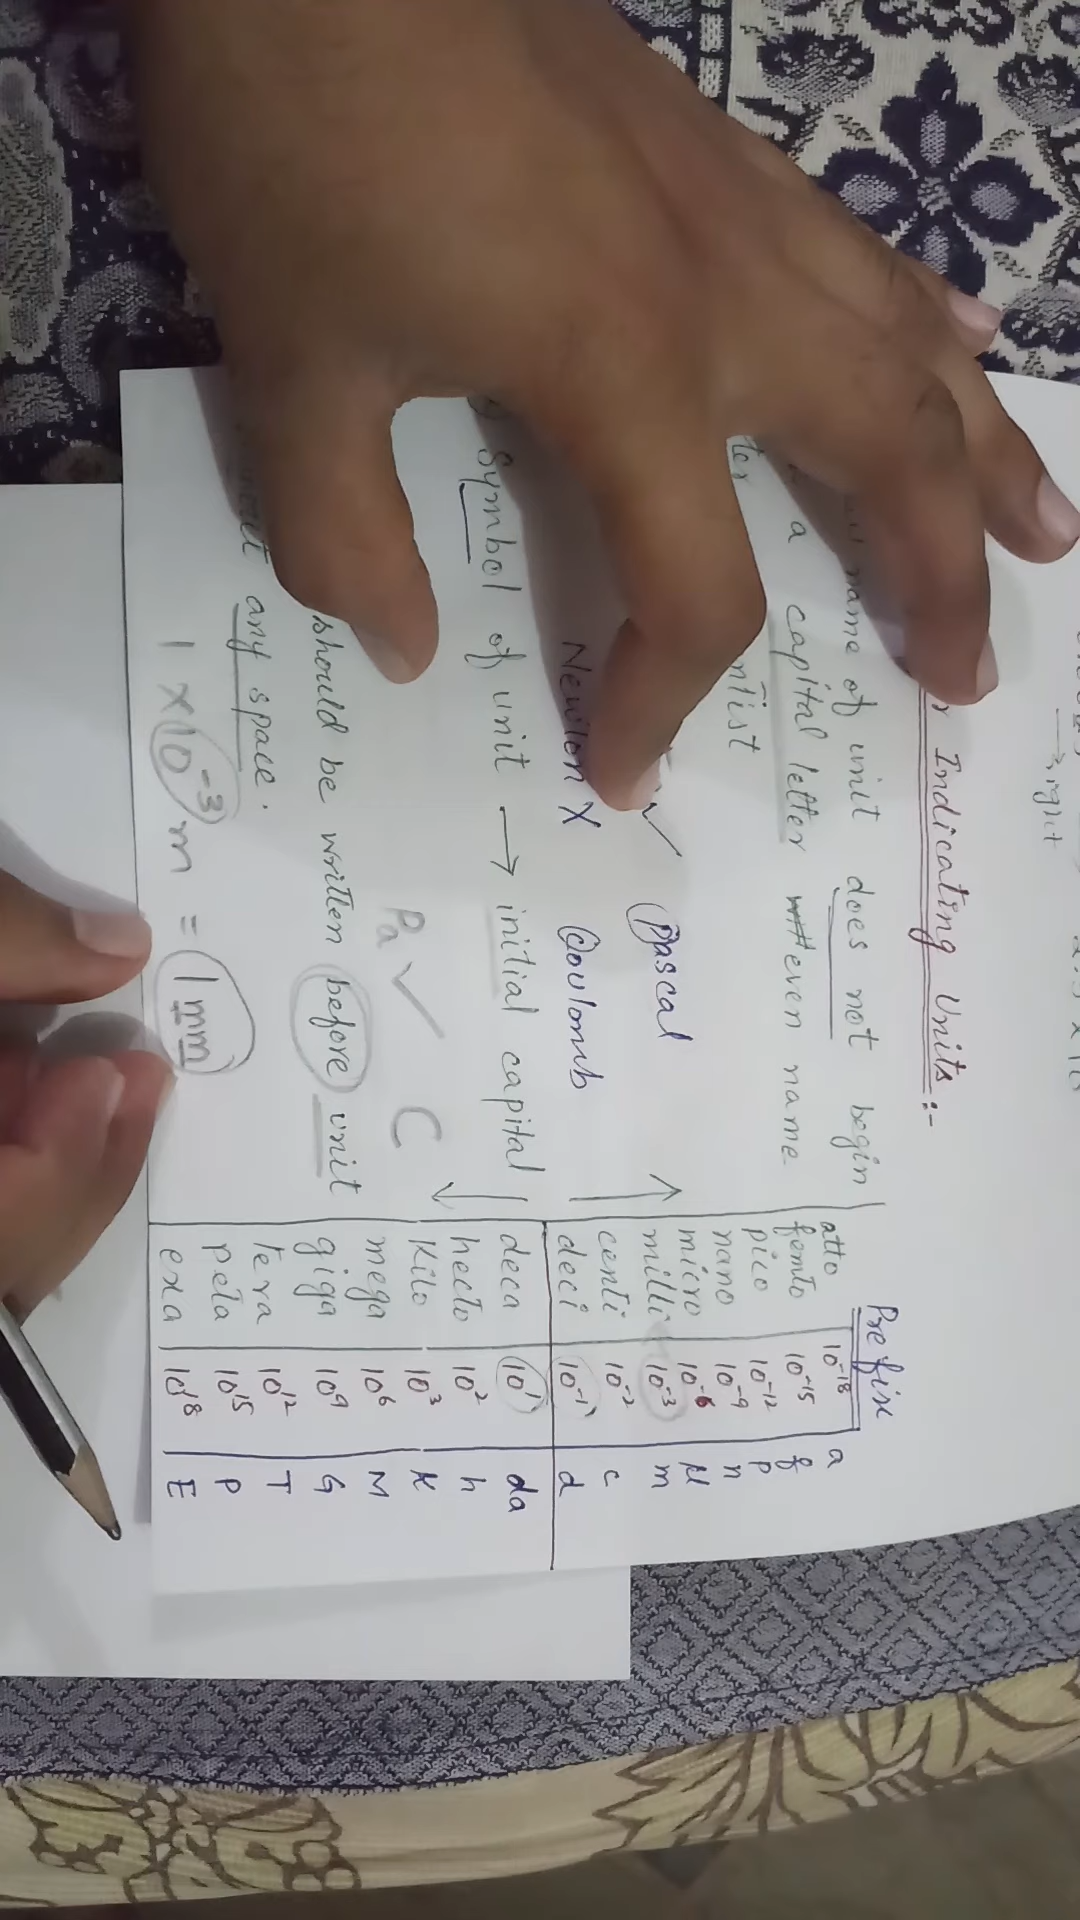 r Indicating Units:-
name of unit does not begin
a capital letter even name
ntist
✓ Pascal
Newton X Coulomb
Symbol of unit → initial capital
Pa ✓ C
should be written before unit
any space.
1 × 10⁻³ m = 1 mm
Prefix
atto 10⁻¹⁸ a
femto 10⁻¹⁵ f
pico 10⁻¹² p
nano 10⁻⁹ n
micro 10⁻⁶ μ
milli 10⁻³ m
centi 10⁻² c
deci 10⁻¹ d
deca 10¹ da
hecto 10² h
Kilo 10³ K
mega 10⁶ M
giga 10⁹ G
tera 10¹² T
peta 10¹⁵ P
exa 10¹⁸ E